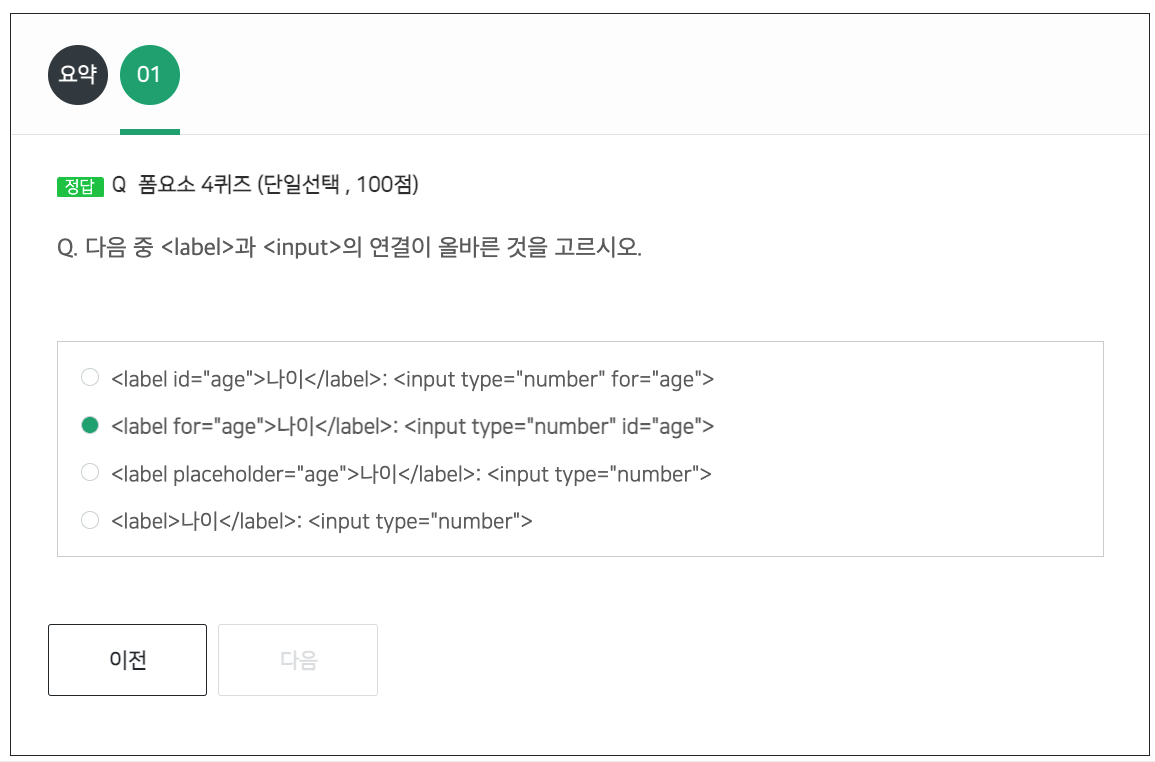 요약 01
정답 Q 폼요소 4퀴즈 (단일선택 , 100점)
Q. 다음 중 <label>과 <input>의 연결이 올바른 것을 고르시오.
<label id="age">나이</label>: <input type="number" for="age">
<label for="age">나이</label>: <input type="number" id="age">
<label placeholder="age">나이</label>: <input type="number">
<label>나이</label>: <input type="number">
이전 다음